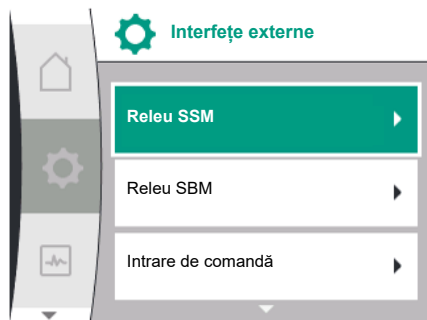 Interfețe externe
Releu SSM
Releu SBM
Intrare de comandă